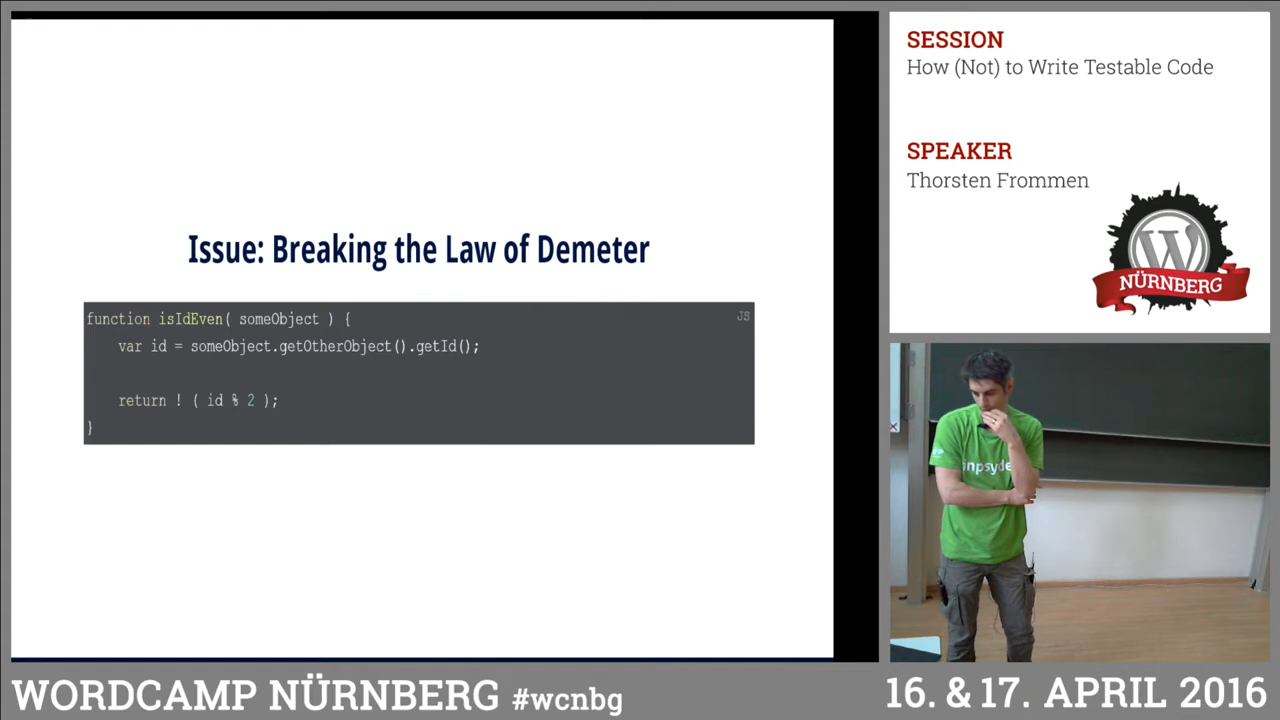 Issue: Breaking the Law of Demeter
function isIdEven( someObject ) {
JS
var id = someObject.getOtherObject().getId();
return ! ( id % 2 );
}
SESSION
How (Not) to Write Testable Code
SPEAKER
Thorsten Frommen
W
NÜRNBERG
inpsyde
WORDCAMP NÜRNBERG #wcnbg
16. & 17. APRIL 2016